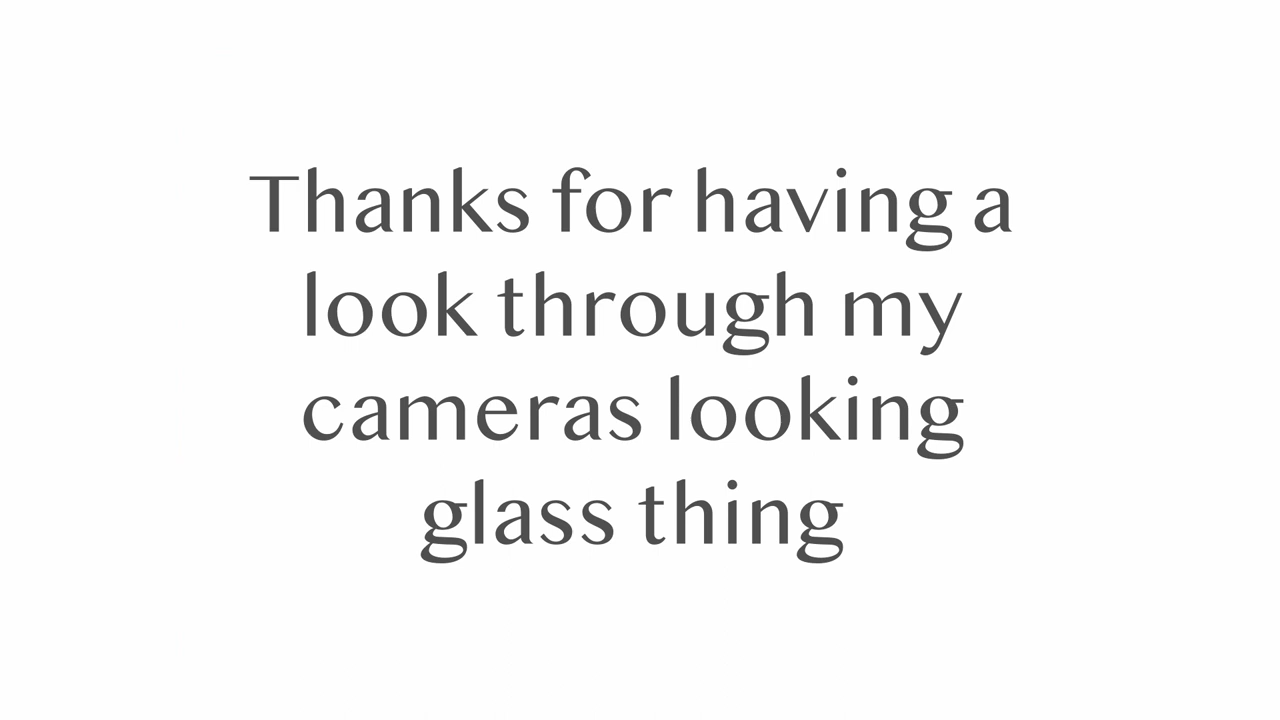 Thanks for having a
look through my
cameras looking
glass thing